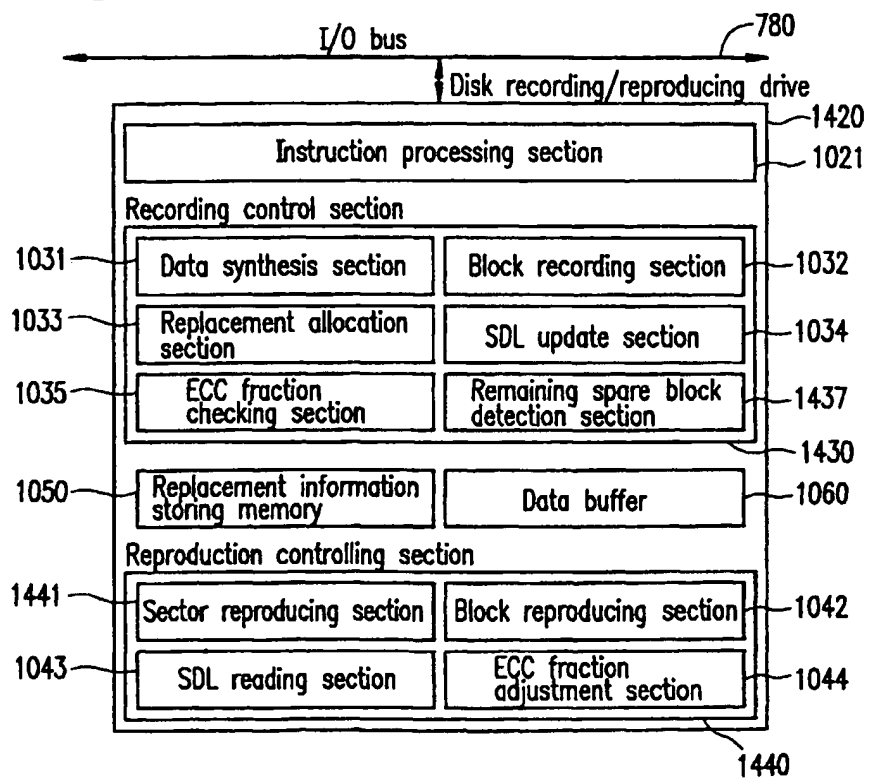 780
I/O bus
Disk recording/reproducing drive
1420
Instruction processing section
1021
Recording control section
1031
Data synthesis section
Block recording section
1032
1033
Replacement allocation
section
SDL update section
1034
1035
ECC fraction
checking section
Remaining spare block
detection section
1437
1430
1050
Replacement information
storing memory
Data buffer
1060
Reproduction controlling section
1441
Sector reproducing section
Block reproducing section
1042
1043
SDL reading section
ECC fraction
adjustment section
1044
1440